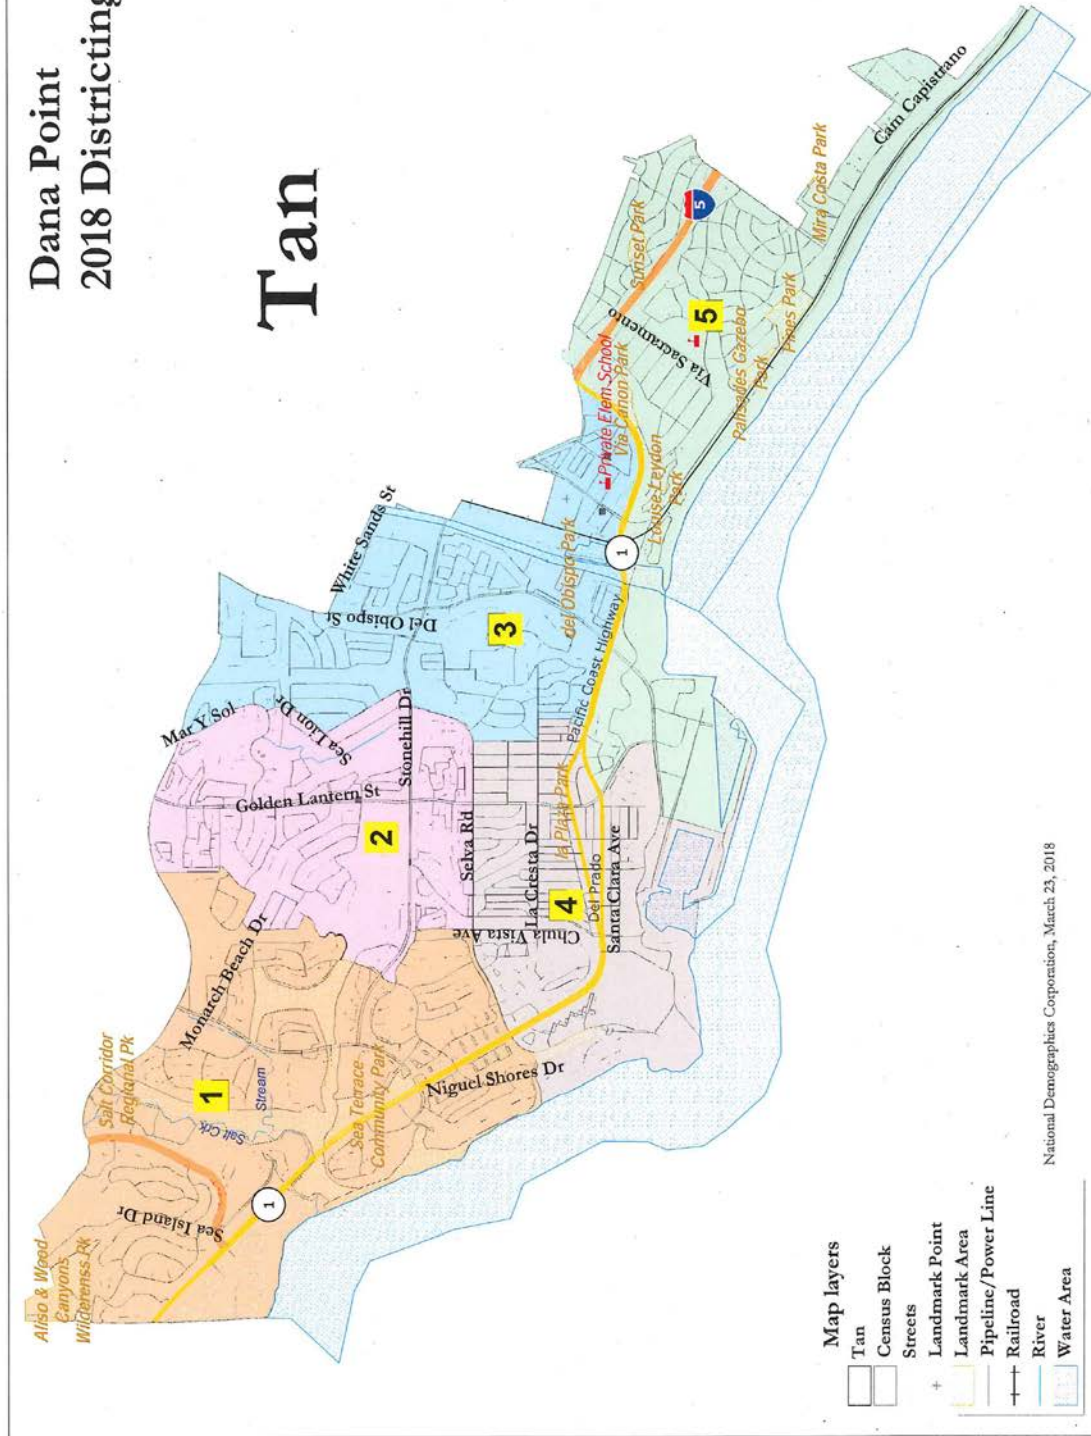 Dana Point
2018 Districting
Tan
Aliso & Wood
Canyons
Wilderenss Pk
Sea Island Dr
1
Salt Corridor
Regional Pk
1
Salt Crk
Stream
Monarch Beach Dr
Sea Terrace
Community Park
Niguel Shores Dr
Mar Y Sol
Sea Lion Dr
Golden Lantern St
Stonehill Dr
2
Selva Rd
La Cresta Dr
4
Chula Vista Ave
la Plaza Park
Del Prado
Santa Clara Ave
White Sands St
Del Obispo St
3
del Obispo Park
Pacific Coast Highway
1
Private Elem School
Via Canon Park
Louise Leydon
Park
Sunset Park
5
Via Sacramento
5
Palisades Gazebo
Park
Pines Park
Mira Costa Park
Cam Capistrano
Map layers
Tan
Census Block
Streets
Landmark Point
Landmark Area
Pipeline/Power Line
Railroad
River
Water Area
National Demographics Corporation, March 23, 2018